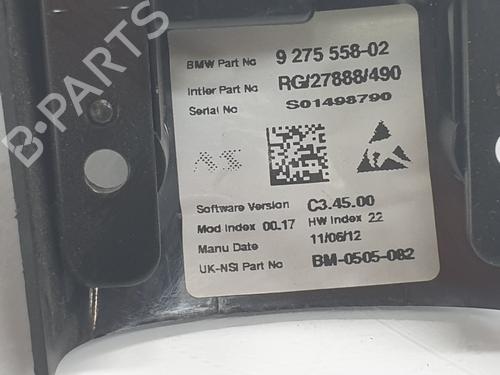 BMW Part No 9 275 558-02
Intier Part No RG/27888/490
Serial No S01498790
AS
Software Version C3.45.00
Mod Index 00.17 HW Index 22
Manu Date 11/06/12
UK-NSI Part No BM-0505-082
B-PARTS